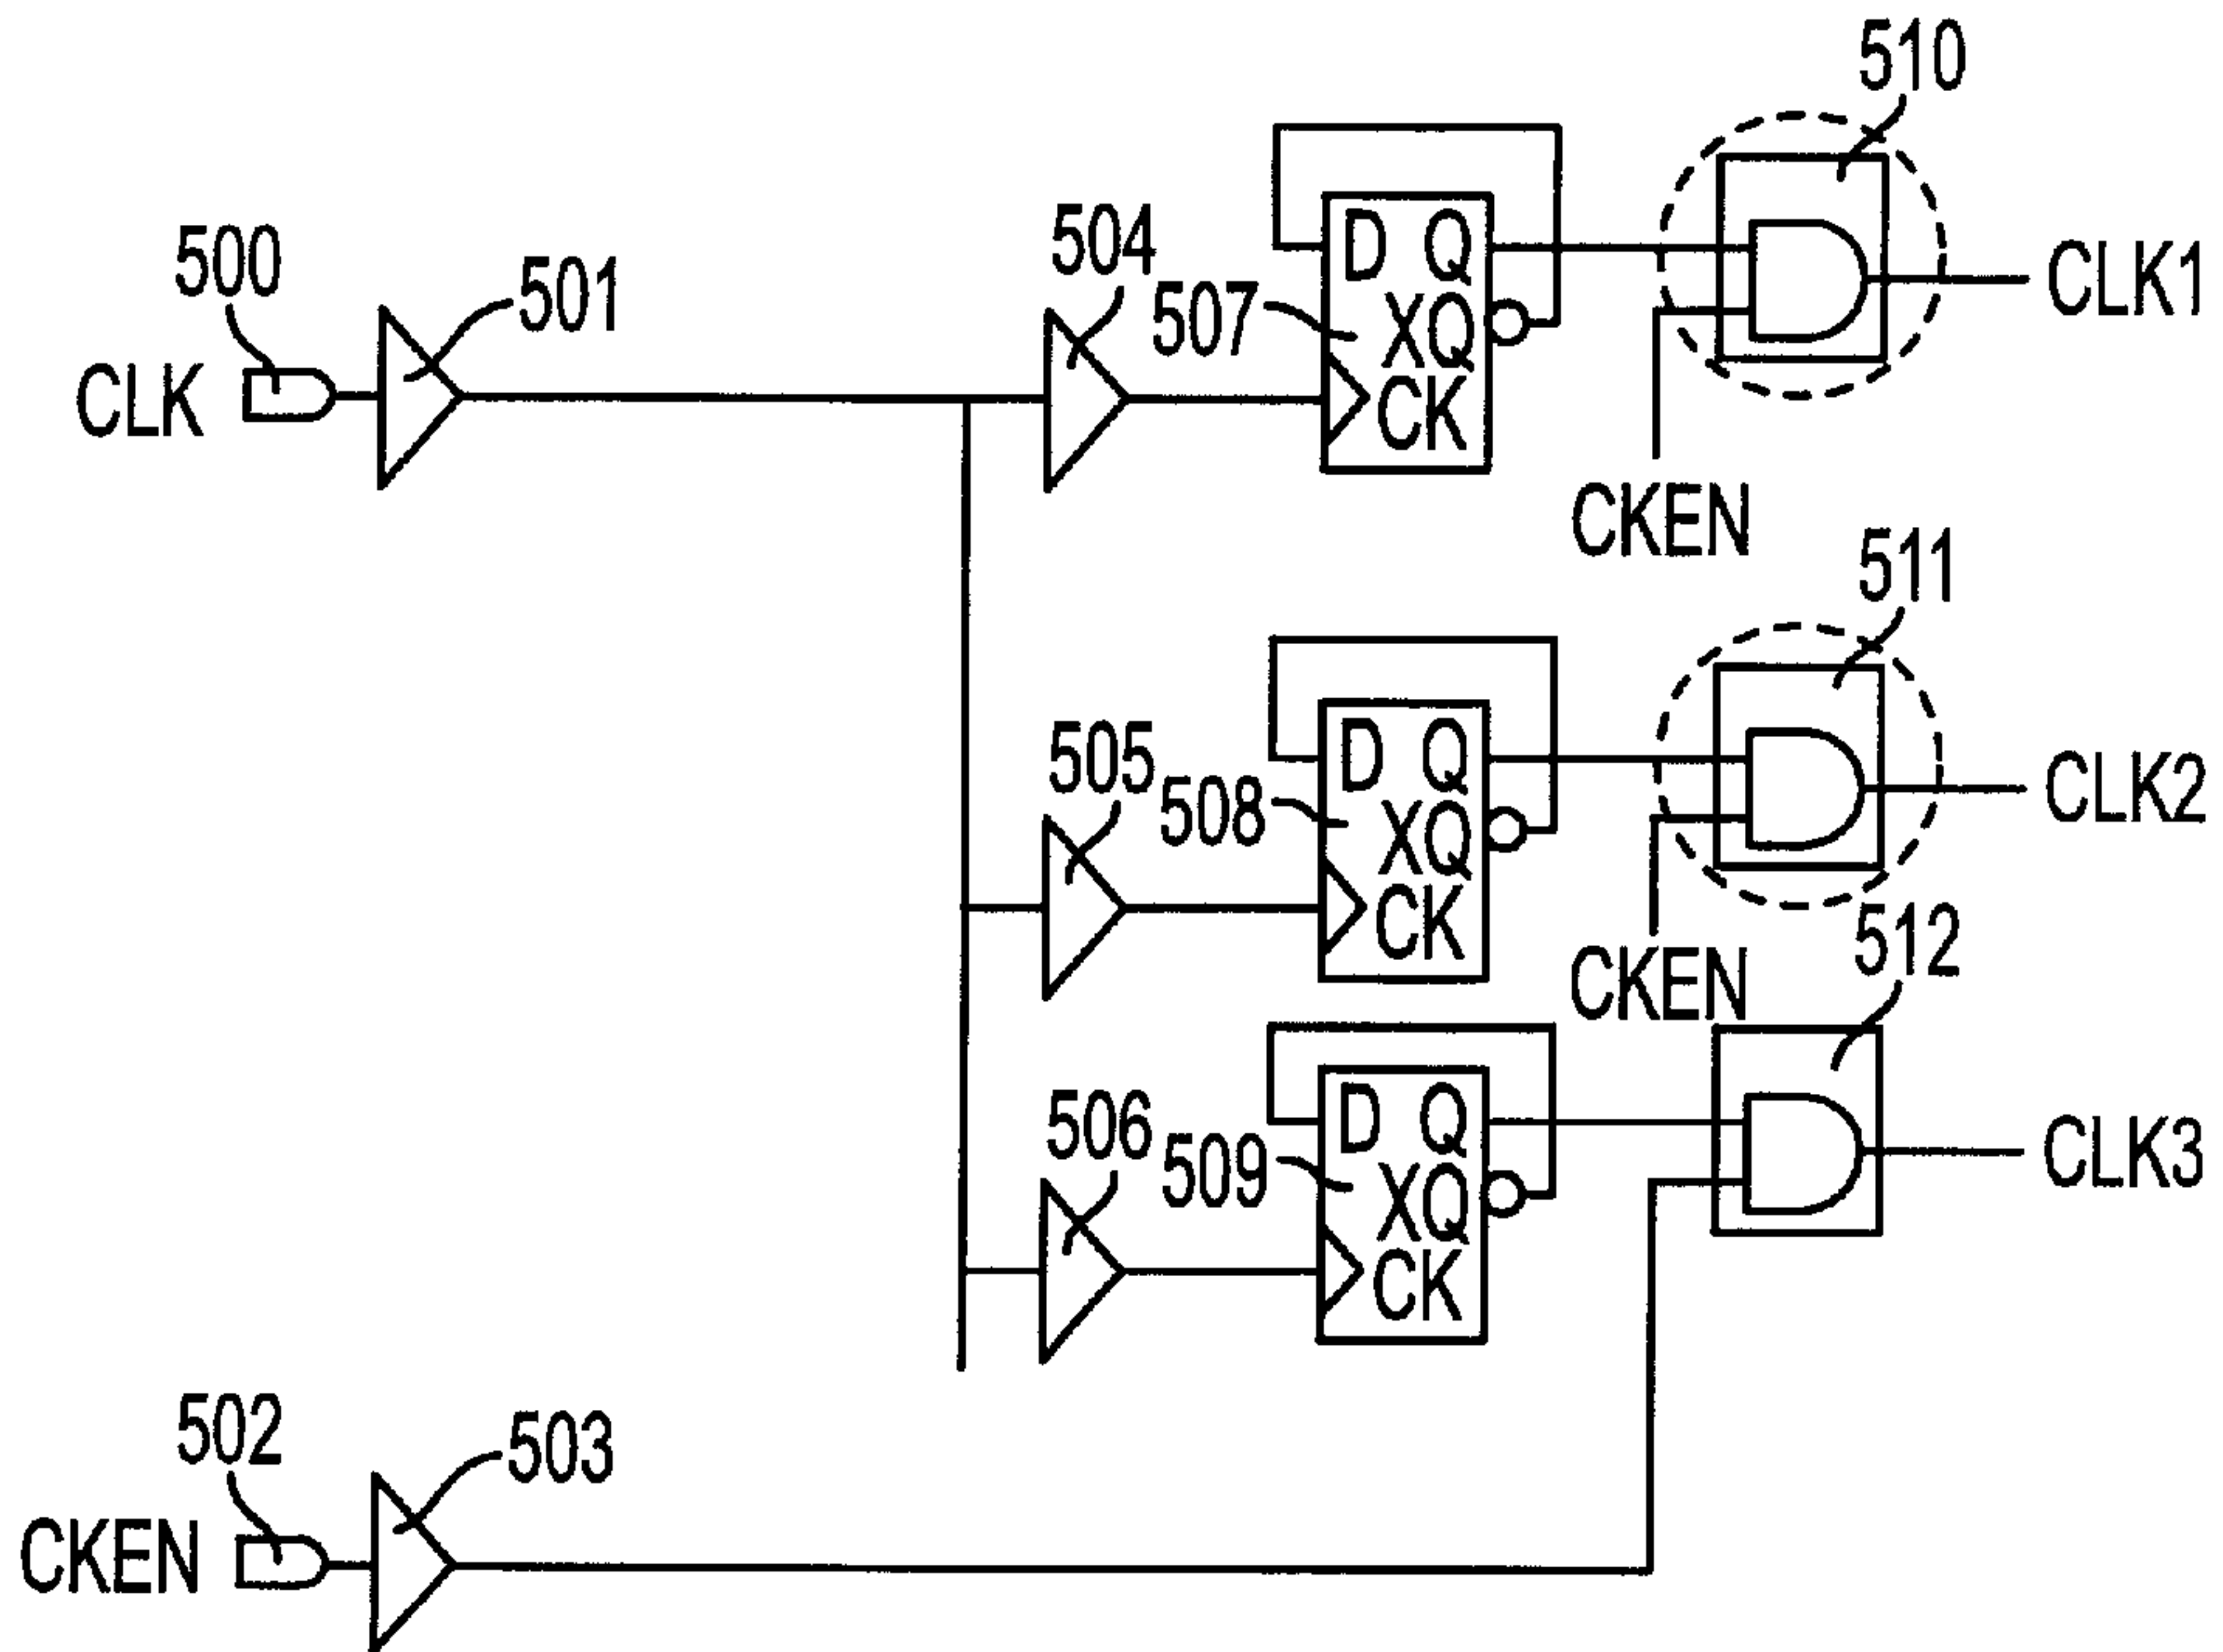 510
500
501
504
507
D Q
XQ
CK
CLK
CLK1
CKEN
511
505
508
D Q
XQ
CK
CLK2
CKEN
512
506
509
D Q
XQ
CK
CLK3
502
503
CKEN